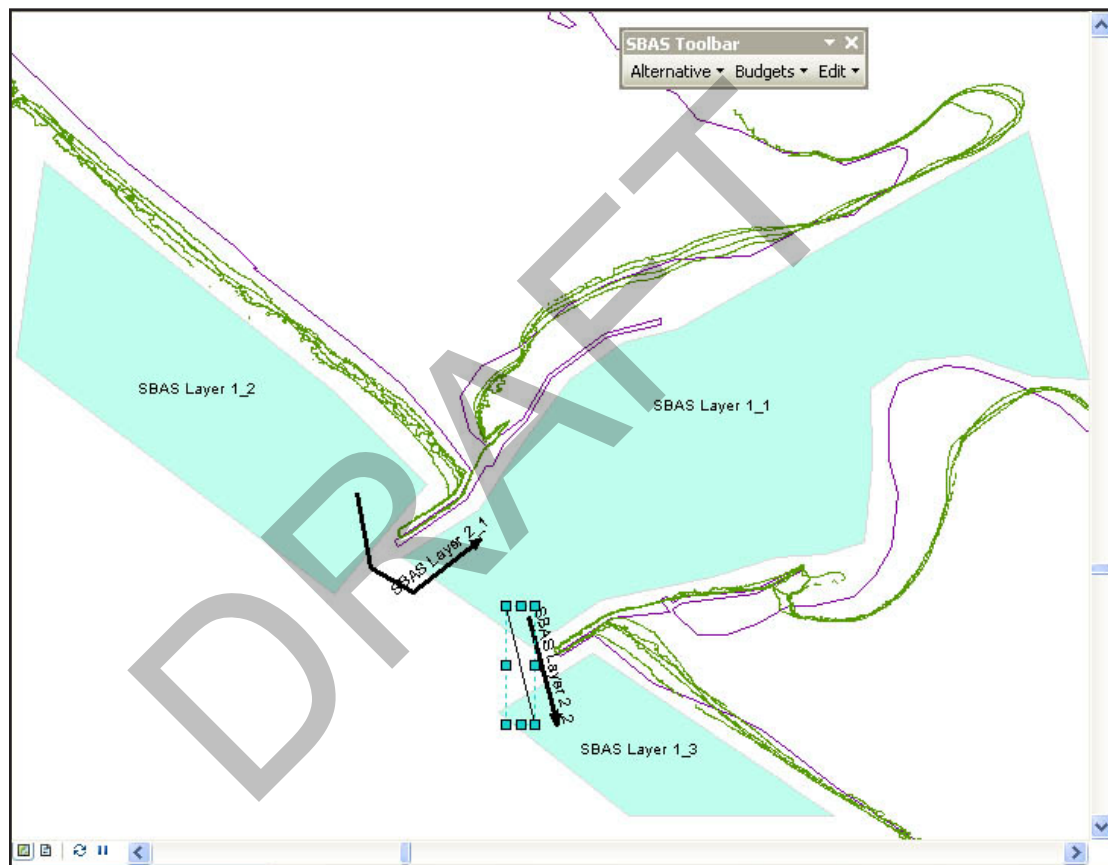 SBAS Toolbar
Alternative Budgets Edit
SBAS Layer 1_2
SBAS Layer 1_1
SBAS Layer 2_1
SBAS Layer 2_2
SBAS Layer 1_3
DRAFT